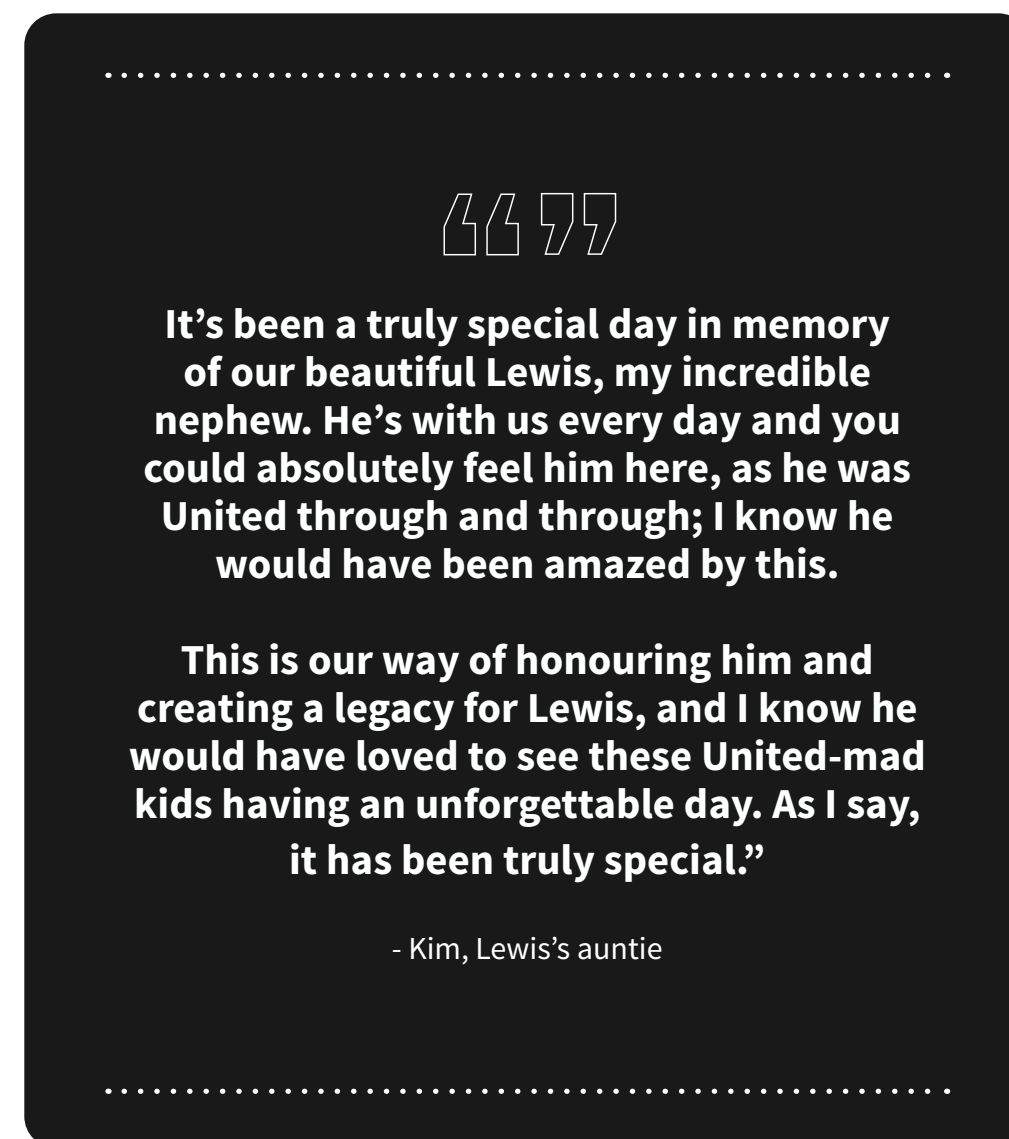 “ ”
It’s been a truly special day in memory
of our beautiful Lewis, my incredible
nephew. He’s with us every day and you
could absolutely feel him here, as he was
United through and through; I know he
would have been amazed by this.
This is our way of honouring him and
creating a legacy for Lewis, and I know he
would have loved to see these United-mad
kids having an unforgettable day. As I say,
it has been truly special.”
- Kim, Lewis’s auntie